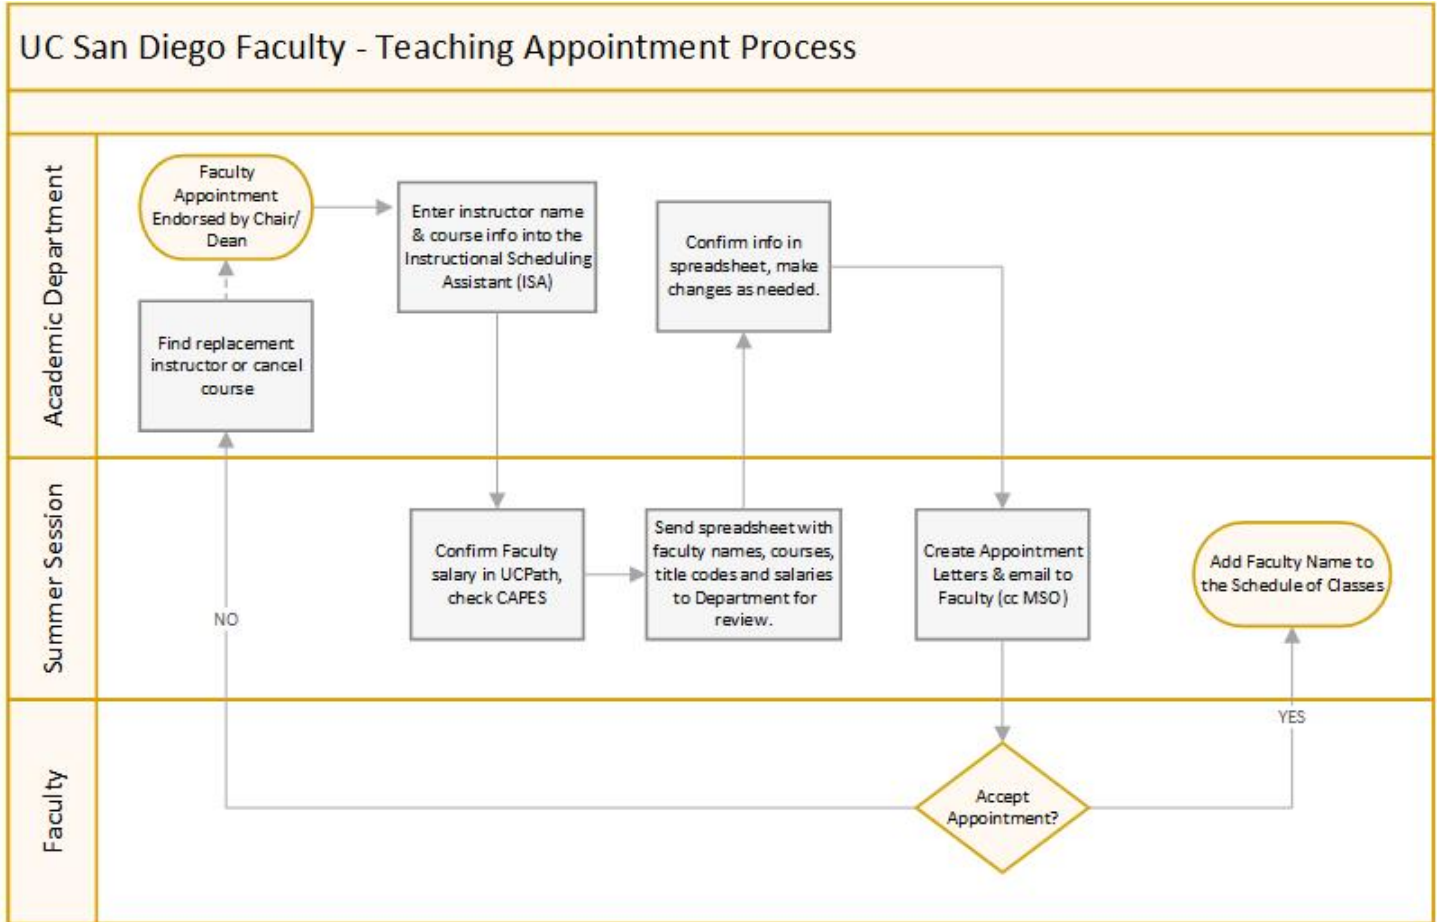 UC San Diego Faculty - Teaching Appointment Process
Academic Department
Faculty
Appointment
Endorsed by Chair/
Dean
Enter instructor name
& course info into the
Instructional Scheduling
Assistant (ISA)
Confirm info in
spreadsheet, make
changes as needed.
Find replacement
instructor or cancel
course
Summer Session
Confirm Faculty
salary in UCPath,
check CAPES
Send spreadsheet with
faculty names, courses,
title codes and salaries
to Department for
review.
Create Appointment
Letters & email to
Faculty (cc MSO)
Add Faculty Name to
the Schedule of Classes
NO
YES
Faculty
Accept
Appointment?